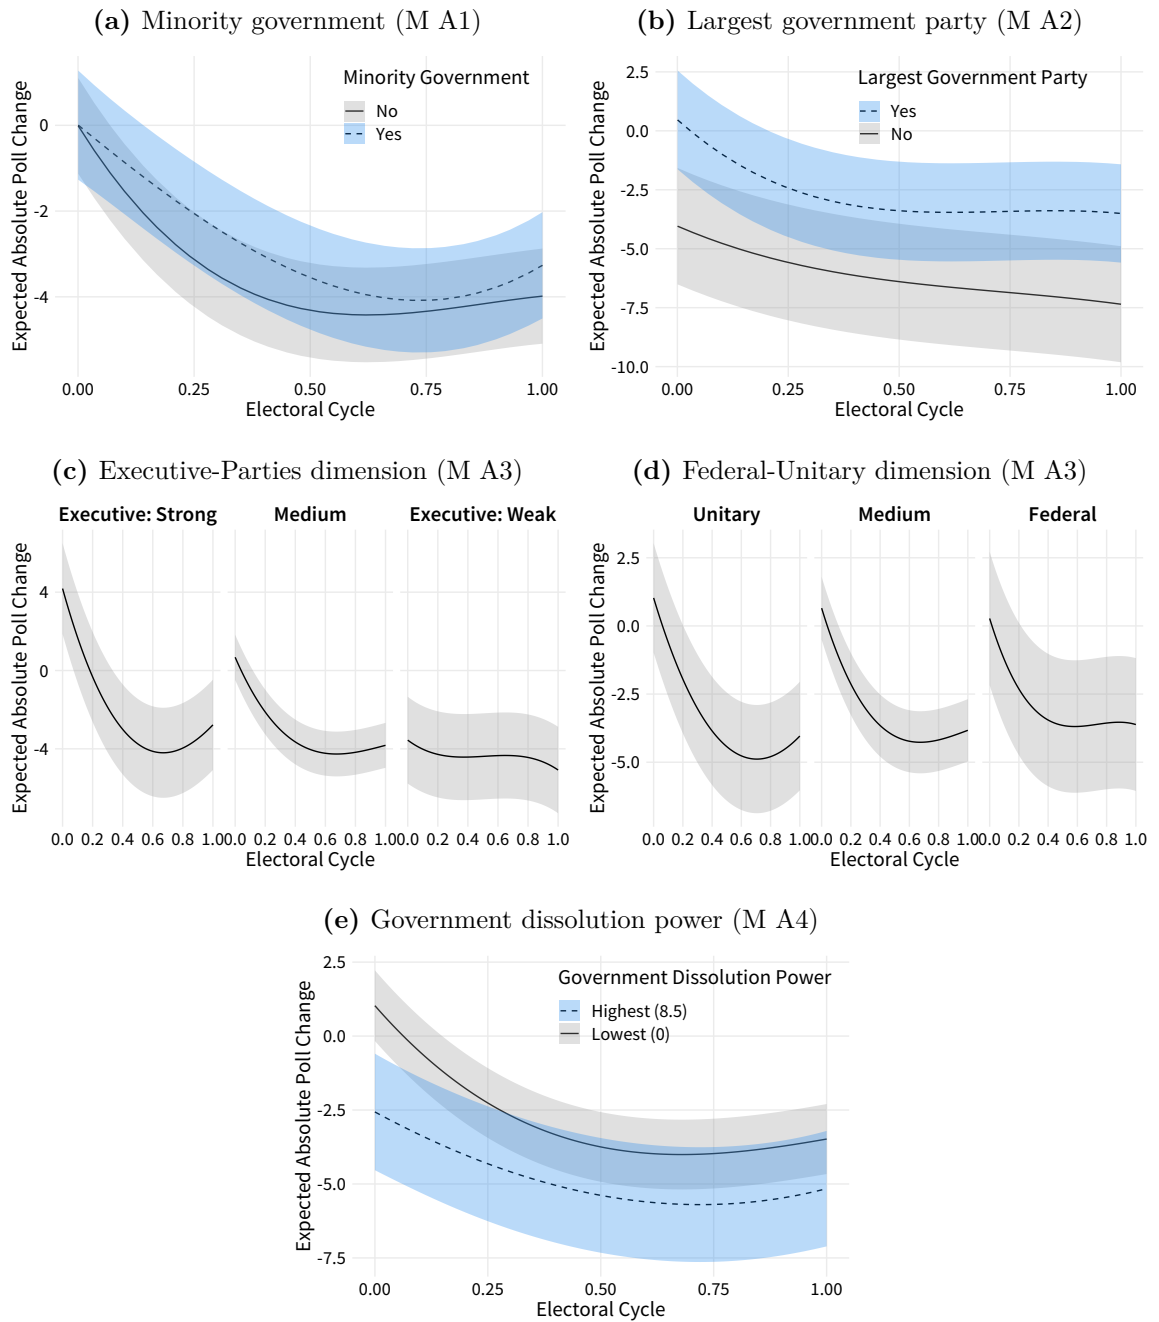 (a) Minority government (M A1)
Expected Absolute Poll Change
Minority Government
No
Yes
0
-2
-4
0.00 0.25 0.50 0.75 1.00
Electoral Cycle
(b) Largest government party (M A2)
Expected Absolute Poll Change
Largest Government Party
Yes
No
2.5
0.0
-2.5
-5.0
-7.5
-10.0
0.00 0.25 0.50 0.75 1.00
Electoral Cycle
(c) Executive-Parties dimension (M A3)
Executive: Strong Medium Executive: Weak
Expected Absolute Poll Change
4
0
-4
0.0 0.2 0.4 0.6 0.8 1.0 0.0 0.2 0.4 0.6 0.8 1.0 0.0 0.2 0.4 0.6 0.8 1.0
Electoral Cycle
(d) Federal-Unitary dimension (M A3)
Unitary Medium Federal
Expected Absolute Poll Change
2.5
0.0
-2.5
-5.0
0.0 0.2 0.4 0.6 0.8 1.0 0.0 0.2 0.4 0.6 0.8 1.0 0.0 0.2 0.4 0.6 0.8 1.0
Electoral Cycle
(e) Government dissolution power (M A4)
Expected Absolute Poll Change
Government Dissolution Power
Highest (8.5)
Lowest (0)
2.5
0.0
-2.5
-5.0
-7.5
0.00 0.25 0.50 0.75 1.00
Electoral Cycle